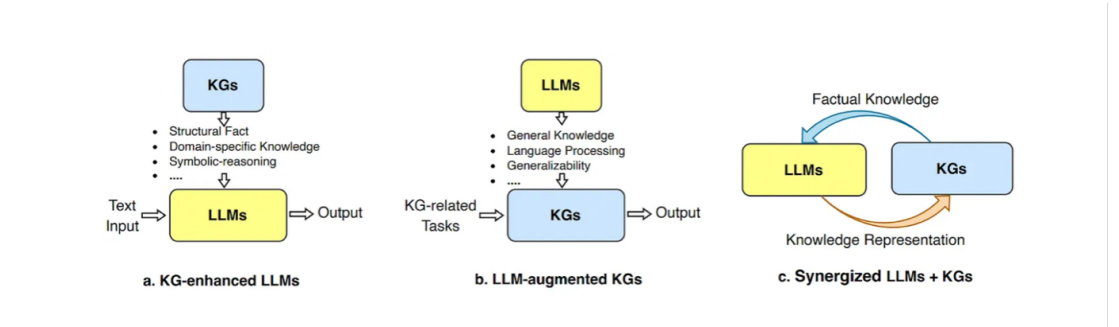 KGs
• Structural Fact
• Domain-specific Knowledge
• Symbolic-reasoning
• ....
Text
Input
LLMs
Output
a. KG-enhanced LLMs
LLMs
• General Knowledge
• Language Processing
• Generalizability
• ....
KG-related
Tasks
KGs
Output
b. LLM-augmented KGs
Factual Knowledge
LLMs
KGs
Knowledge Representation
c. Synergized LLMs + KGs